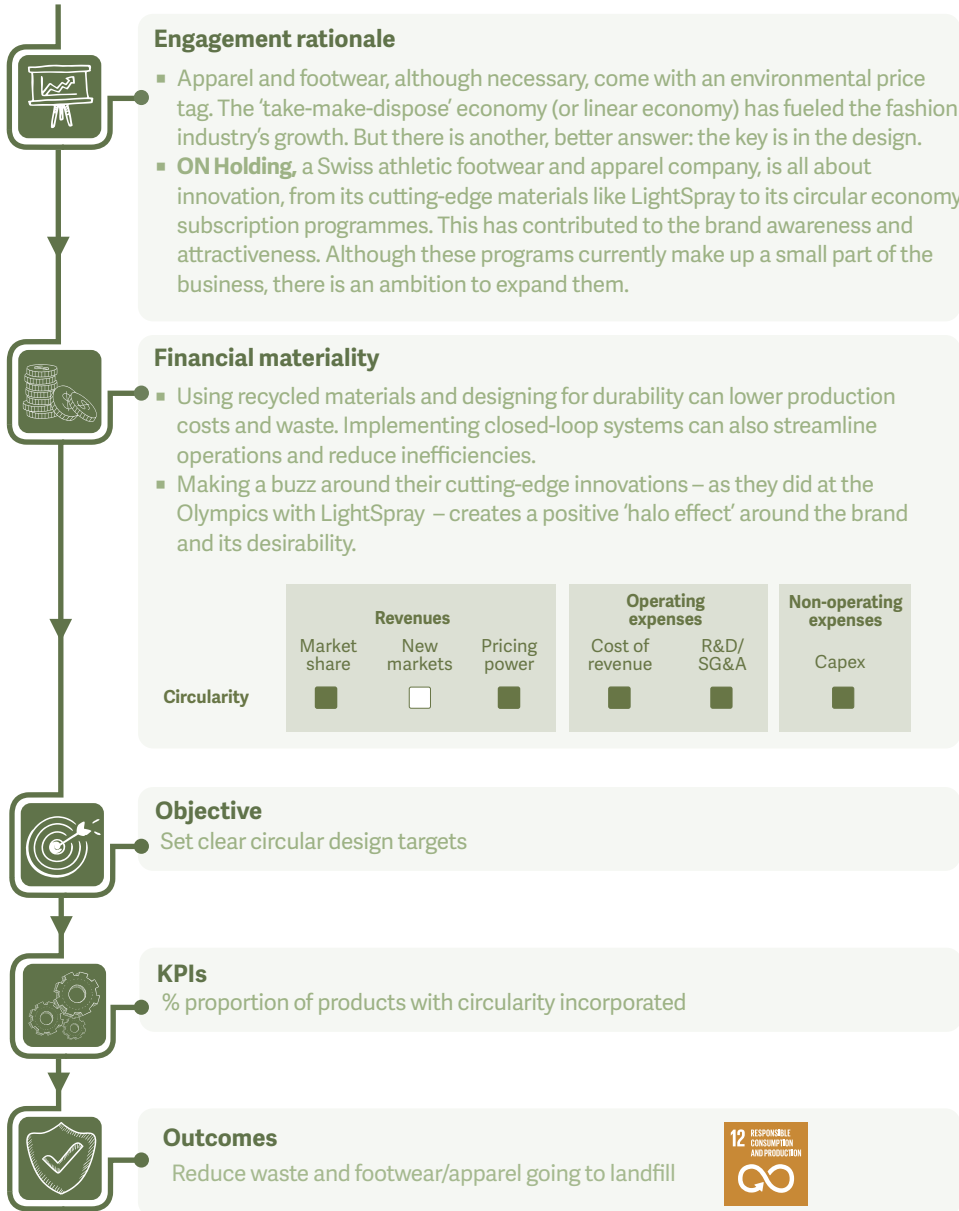 Engagement rationale
▪ Apparel and footwear, although necessary, come with an environmental price
tag. The ‘take-make-dispose’ economy (or linear economy) has fueled the fashion
industry’s growth. But there is another, better answer: the key is in the design.
▪ ON Holding, a Swiss athletic footwear and apparel company, is all about
innovation, from its cutting-edge materials like LightSpray to its circular economy
subscription programmes. This has contributed to the brand awareness and
attractiveness. Although these programs currently make up a small part of the
business, there is an ambition to expand them.
Financial materiality
▪ Using recycled materials and designing for durability can lower production
costs and waste. Implementing closed-loop systems can also streamline
operations and reduce inefficiencies.
▪ Making a buzz around their cutting-edge innovations – as they did at the
Olympics with LightSpray – creates a positive ‘halo effect’ around the brand
and its desirability.
Revenues
Operating
expenses
Non-operating
expenses
Market
share
New
markets
Pricing
power
Cost of
revenue
R&D/
SG&A
Capex
Circularity
Objective
Set clear circular design targets
KPIs
% proportion of products with circularity incorporated
Outcomes
Reduce waste and footwear/apparel going to landfill
12 RESPONSIBLE
CONSUMPTION
AND PRODUCTION